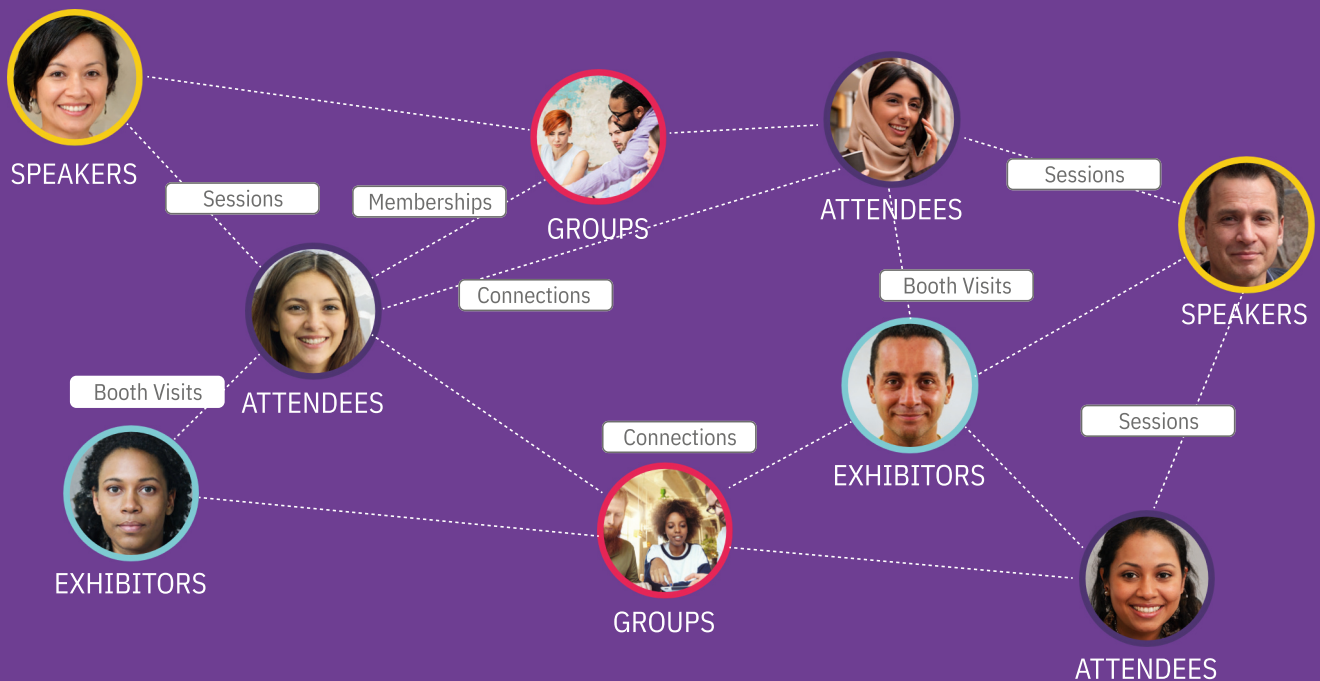 SPEAKERS
Sessions
Memberships
GROUPS
ATTENDEES
Sessions
SPEAKERS
Connections
Booth Visits
Booth Visits
ATTENDEES
Connections
EXHIBITORS
Sessions
EXHIBITORS
GROUPS
ATTENDEES